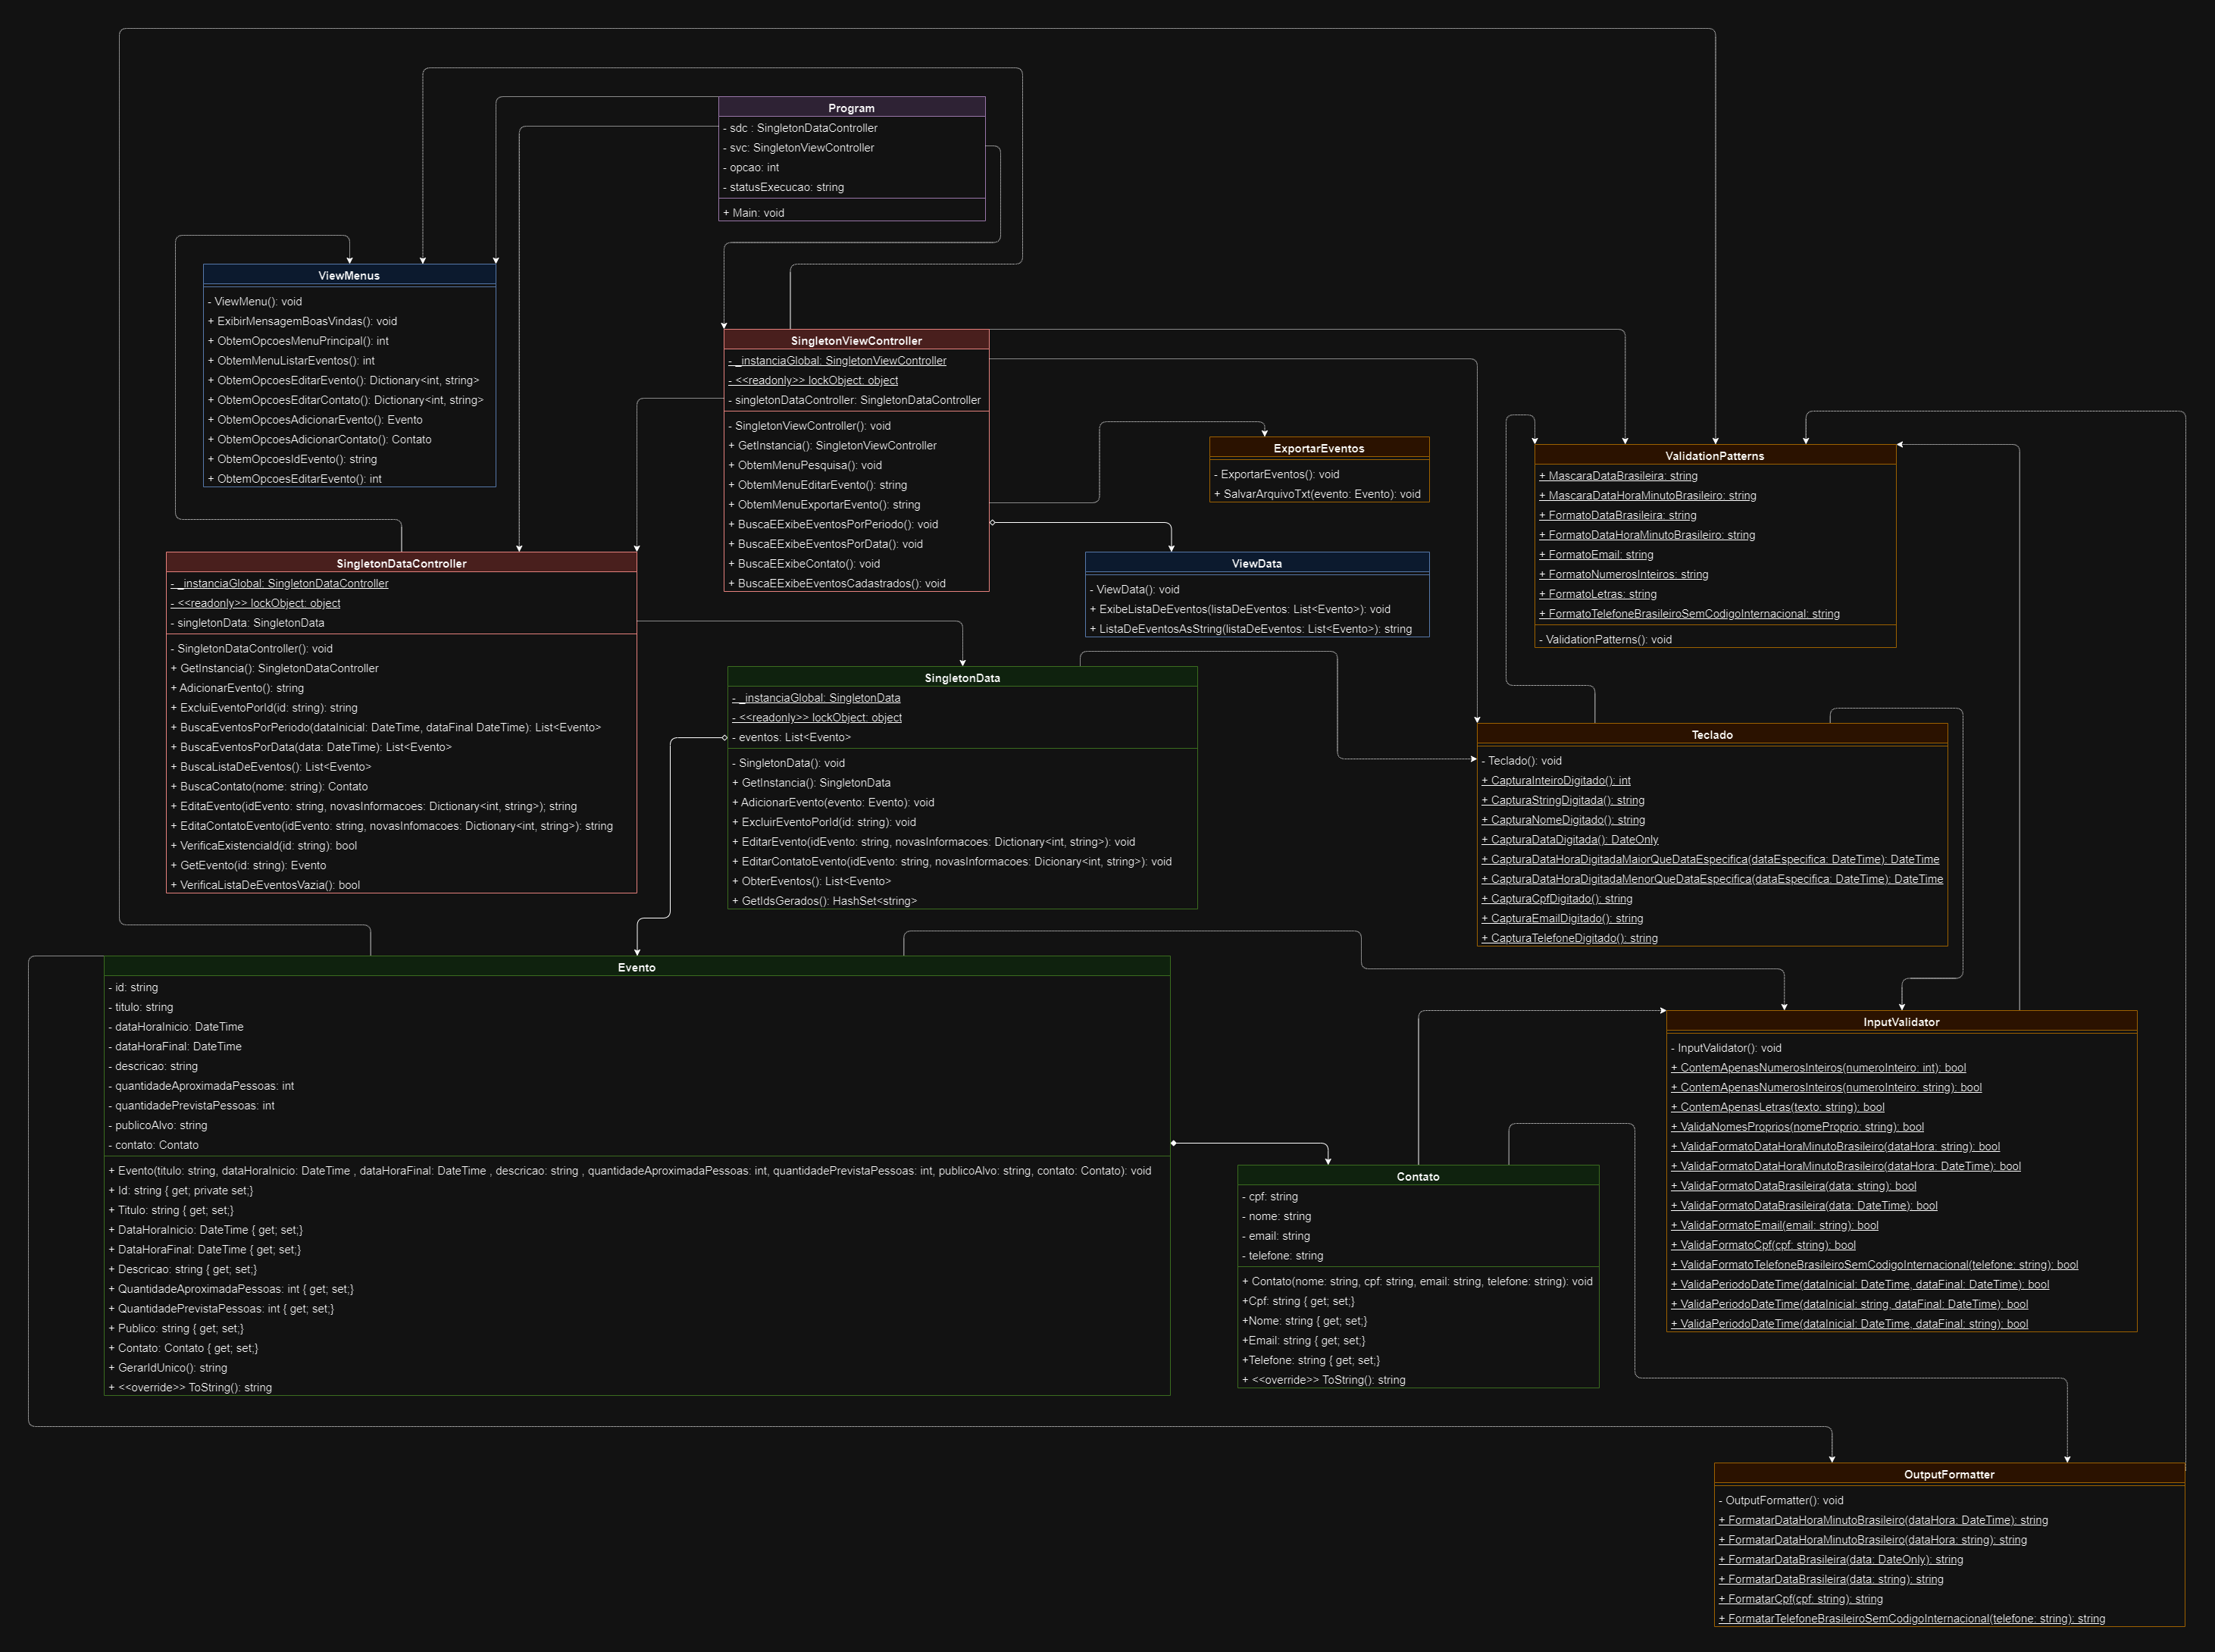 Program
- sdc : SingletonDataController
- svc: SingletonViewController
- opcao: int
- statusExecucao: string
+ Main: void
ViewMenus
- ViewMenu(): void
+ ExibirMensagemBoasVindas(): void
+ ObtemOpcoesMenuPrincipal(): int
+ ObtemMenuListarEventos(): int
+ ObtemOpcoesEditarEvento(): Dictionary<int, string>
+ ObtemOpcoesEditarContato(): Dictionary<int, string>
+ ObtemOpcoesAdicionarEvento(): Evento
+ ObtemOpcoesAdicionarContato(): Contato
+ ObtemOpcoesIdEvento(): string
+ ObtemOpcoesEditarEvento(): int
SingletonViewController
- _instanciaGlobal: SingletonViewController
- <<readonly>> lockObject: object
- singletonDataController: SingletonDataController
- SingletonViewController(): void
+ GetInstancia(): SingletonViewController
+ ObtemMenuPesquisa(): void
+ ObtemMenuEditarEvento(): string
+ ObtemMenuExportarEvento(): string
+ BuscaEExibeEventosPorPeriodo(): void
+ BuscaEExibeEventosPorData(): void
+ BuscaEExibeContato(): void
+ BuscaEExibeEventosCadastrados(): void
ExportarEventos
- ExportarEventos(): void
+ SalvarArquivoTxt(evento: Evento): void
ValidationPatterns
+ MascaraDataBrasileira: string
+ MascaraDataHoraMinutoBrasileiro: string
+ FormatoDataBrasileira: string
+ FormatoDataHoraMinutoBrasileiro: string
+ FormatoEmail: string
+ FormatoNumerosInteiros: string
+ FormatoLetras: string
+ FormatoTelefoneBrasileiroSemCodigoInternacional: string
- ValidationPatterns(): void
SingletonDataController
- _instanciaGlobal: SingletonDataController
- <<readonly>> lockObject: object
- singletonData: SingletonData
- SingletonDataController(): void
+ GetInstancia(): SingletonDataController
+ AdicionarEvento(): string
+ ExcluiEventoPorId(id: string): string
+ BuscaEventosPorPeriodo(dataInicial: DateTime, dataFinal DateTime): List<Evento>
+ BuscaEventosPorData(data: DateTime): List<Evento>
+ BuscaListaDeEventos(): List<Evento>
+ BuscaContato(nome: string): Contato
+ EditaEvento(idEvento: string, novasInformacoes: Dictionary<int, string>); string
+ EditaContatoEvento(idEvento: string, novasInfomacoes: Dictionary<int, string>): string
+ VerificaExistenciaId(id: string): bool
+ GetEvento(id: string): Evento
+ VerificaListaDeEventosVazia(): bool
ViewData
- ViewData(): void
+ ExibeListaDeEventos(listaDeEventos: List<Evento>): void
+ ListaDeEventosAsString(listaDeEventos: List<Evento>): string
SingletonData
- _instanciaGlobal: SingletonData
- <<readonly>> lockObject: object
- eventos: List<Evento>
- SingletonData(): void
+ GetInstancia(): SingletonData
+ AdicionarEvento(evento: Evento): void
+ ExcluirEventoPorId(id: string): void
+ EditarEvento(idEvento: string, novasInformacoes: Dictionary<int, string>): void
+ EditarContatoEvento(idEvento: string, novasInformacoes: Dicionary<int, string>): void
+ ObterEventos(): List<Evento>
+ GetIdsGerados(): HashSet<string>
Teclado
- Teclado(): void
+ CapturaInteiroDigitado(): int
+ CapturaStringDigitada(): string
+ CapturaNomeDigitado(): string
+ CapturaDataDigitada(): DateOnly
+ CapturaDataHoraDigitadaMaiorQueDataEspecifica(dataEspecifica: DateTime): DateTime
+ CapturaDataHoraDigitadaMenorQueDataEspecifica(dataEspecifica: DateTime): DateTime
+ CapturaCpfDigitado(): string
+ CapturaEmailDigitado(): string
+ CapturaTelefoneDigitado(): string
Evento
- id: string
- titulo: string
- dataHoraInicio: DateTime
- dataHoraFinal: DateTime
- descricao: string
- quantidadeAproximadaPessoas: int
- quantidadePrevistaPessoas: int
- publicoAlvo: string
- contato: Contato
+ Evento(titulo: string, dataHoraInicio: DateTime , dataHoraFinal: DateTime , descricao: string , quantidadeAproximadaPessoas: int, quantidadePrevistaPessoas: int, publicoAlvo: string, contato: Contato): void
+ Id: string { get; private set;}
+ Titulo: string { get; set;}
+ DataHoraInicio: DateTime { get; set;}
+ DataHoraFinal: DateTime { get; set;}
+ Descricao: string { get; set;}
+ QuantidadeAproximadaPessoas: int { get; set;}
+ QuantidadePrevistaPessoas: int { get; set;}
+ Publico: string { get; set;}
+ Contato: Contato { get; set;}
+ GerarIdUnico(): string
+ <<override>> ToString(): string
Contato
- cpf: string
- nome: string
- email: string
- telefone: string
+ Contato(nome: string, cpf: string, email: string, telefone: string): void
+Cpf: string { get; set;}
+Nome: string { get; set;}
+Email: string { get; set;}
+Telefone: string { get; set;}
+ <<override>> ToString(): string
InputValidator
- InputValidator(): void
+ ContemApenasNumerosInteiros(numeroInteiro: int): bool
+ ContemApenasNumerosInteiros(numeroInteiro: string): bool
+ ContemApenasLetras(texto: string): bool
+ ValidaNomesProprios(nomeProprio: string): bool
+ ValidaFormatoDataHoraMinutoBrasileiro(dataHora: string): bool
+ ValidaFormatoDataHoraMinutoBrasileiro(dataHora: DateTime): bool
+ ValidaFormatoDataBrasileira(data: string): bool
+ ValidaFormatoDataBrasileira(data: DateTime): bool
+ ValidaFormatoEmail(email: string): bool
+ ValidaFormatoCpf(cpf: string): bool
+ ValidaFormatoTelefoneBrasileiroSemCodigoInternacional(telefone: string): bool
+ ValidaPeriodoDateTime(dataInicial: DateTime, dataFinal: DateTime): bool
+ ValidaPeriodoDateTime(dataInicial: string, dataFinal: DateTime): bool
+ ValidaPeriodoDateTime(dataInicial: DateTime, dataFinal: string): bool
OutputFormatter
- OutputFormatter(): void
+ FormatarDataHoraMinutoBrasileiro(dataHora: DateTime): string
+ FormatarDataHoraMinutoBrasileiro(dataHora: string): string
+ FormatarDataBrasileira(data: DateOnly): string
+ FormatarDataBrasileira(data: string): string
+ FormatarCpf(cpf: string): string
+ FormatarTelefoneBrasileiroSemCodigoInternacional(telefone: string): string